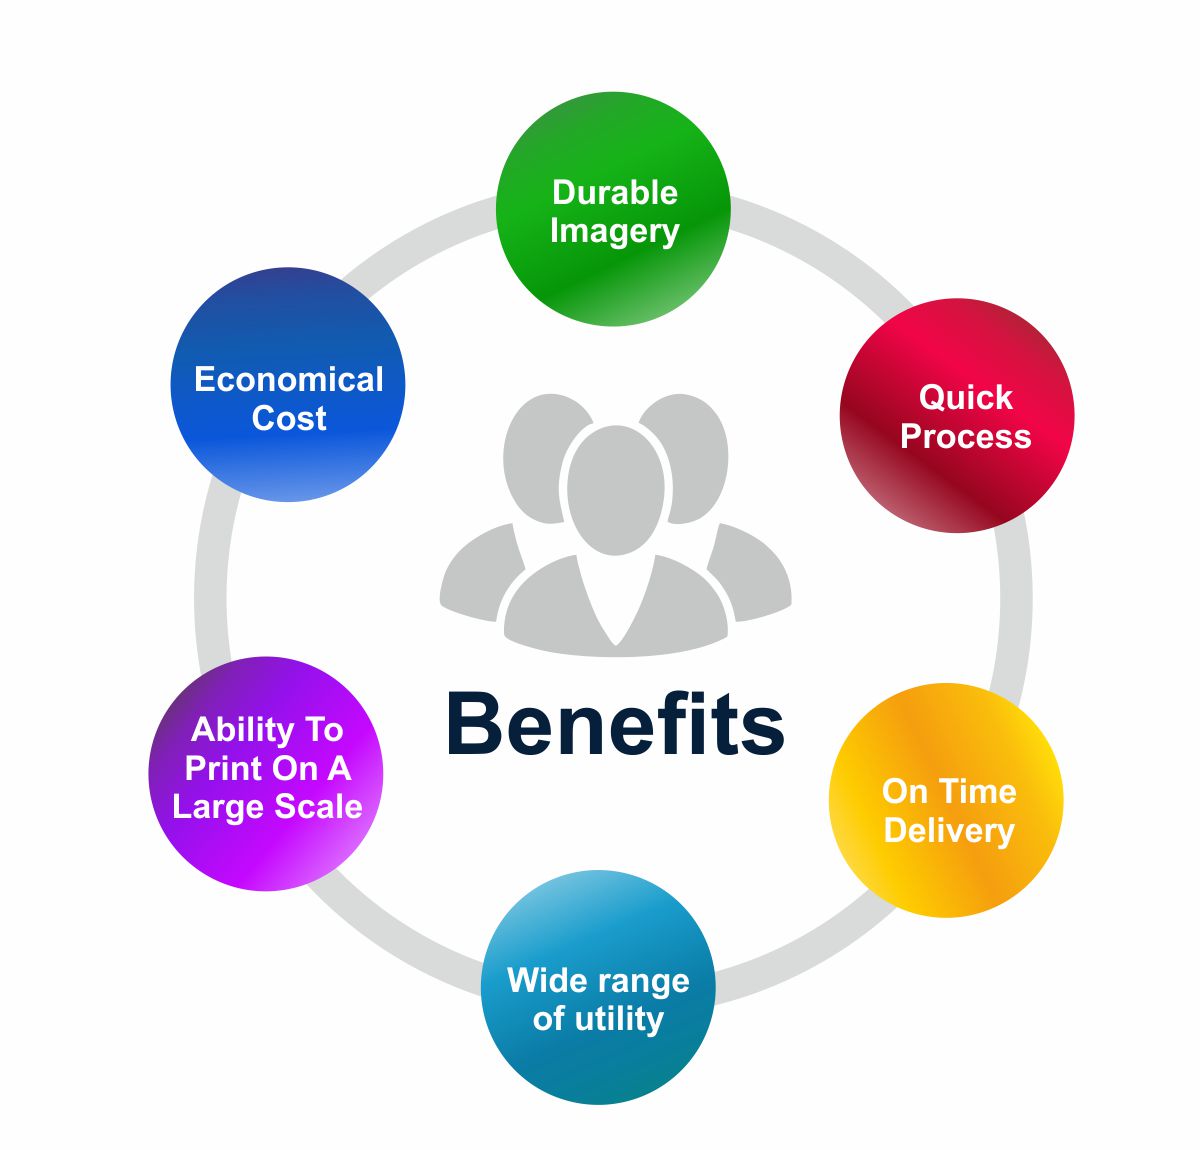 Durable
Imagery
Quick
Process
On Time
Delivery
Wide range
of utility
Ability To
Print On A
Large Scale
Economical
Cost
Benefits